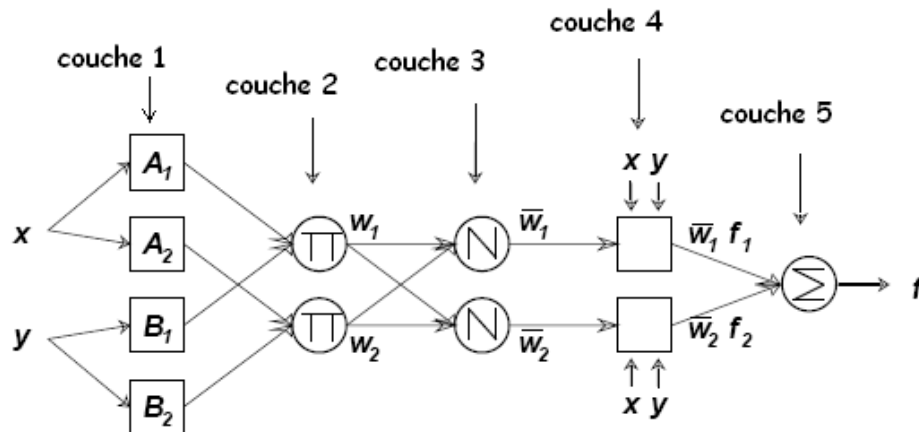 couche 1
couche 2
couche 3
couche 4
couche 5
x
y
A₁
A₂
B₁
B₂
∏
∏
w₁
w₂
N
N
w̅₁
w̅₂
x y
x y
w̅₁ f₁
w̅₂ f₂
Σ
f